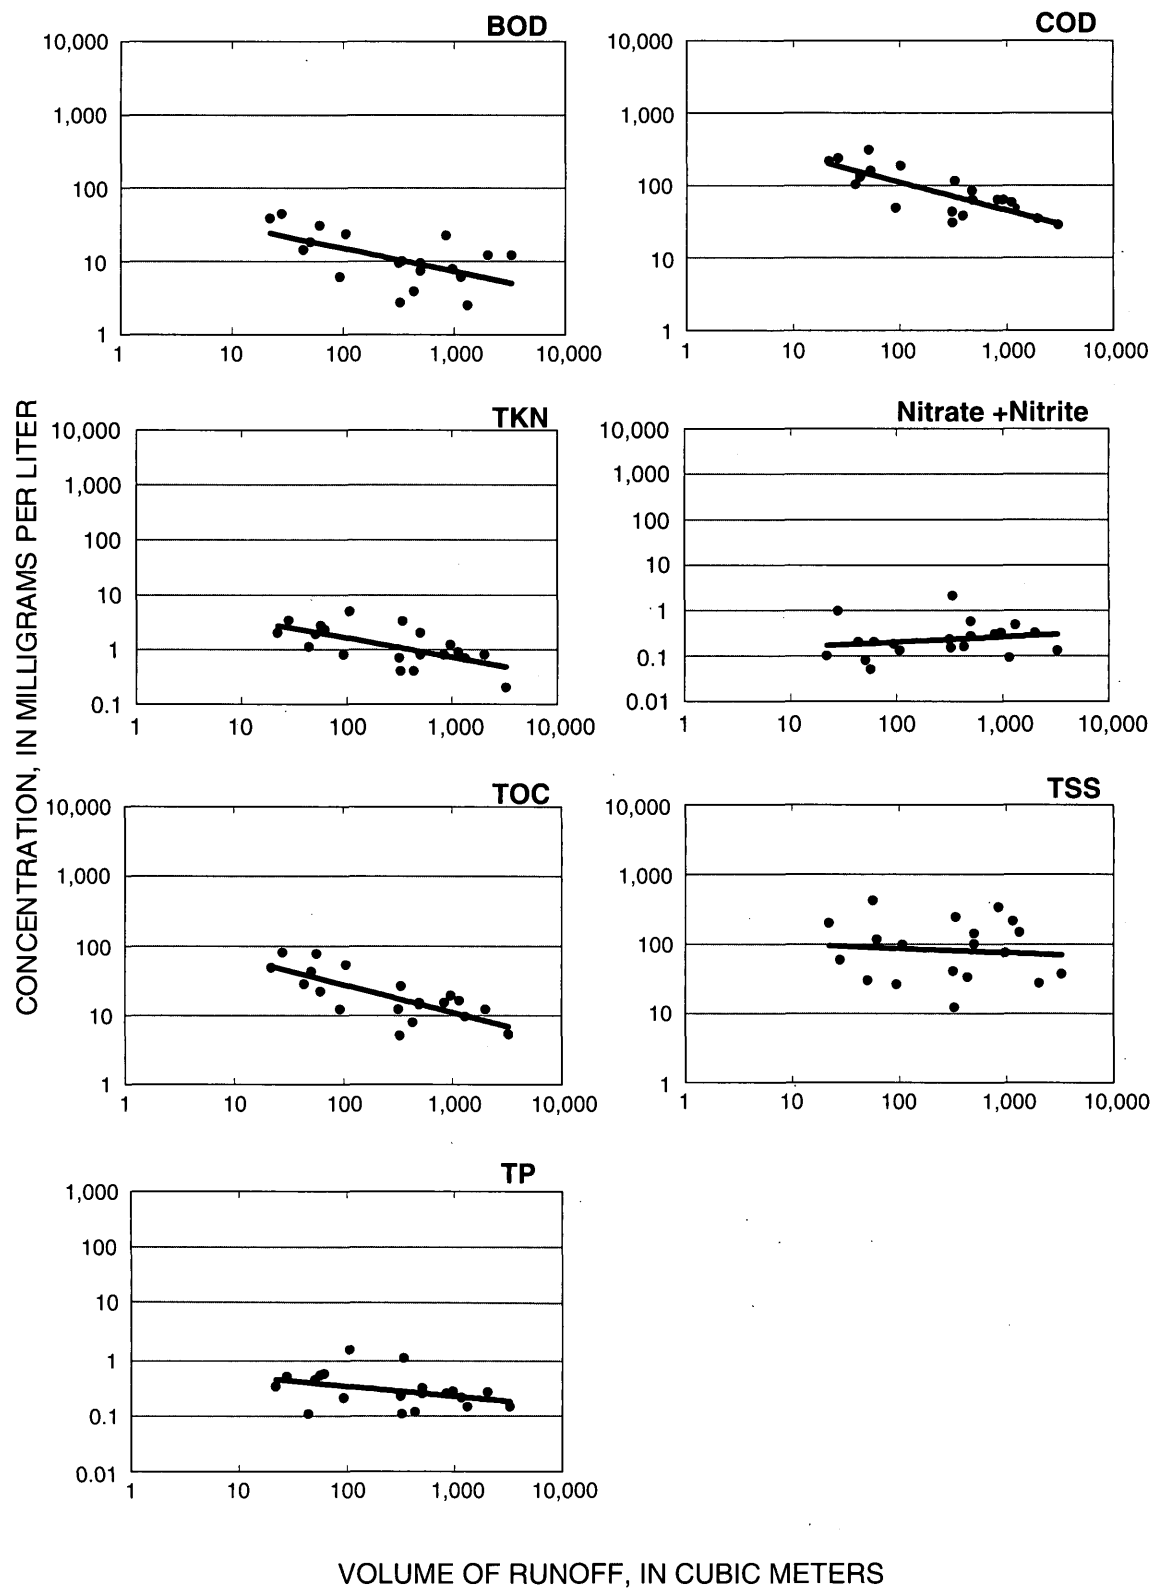 BOD
10,000
1,000
100
10
1
1 10 100 1,000 10,000
COD
10,000
1,000
100
10
1
1 10 100 1,000 10,000
CONCENTRATION, IN MILLIGRAMS PER LITER
TKN
10,000
1,000
100
10
1
0.1
1 10 100 1,000 10,000
Nitrate +Nitrite
10,000
1,000
100
10
1
0.1
0.01
1 10 100 1,000 10,000
TOC
10,000
1,000
100
10
1
1 10 100 1,000 10,000
TSS
10,000
1,000
100
10
1
1 10 100 1,000 10,000
TP
1,000
100
10
1
0.1
0.01
1 10 100 1,000 10,000
VOLUME OF RUNOFF, IN CUBIC METERS